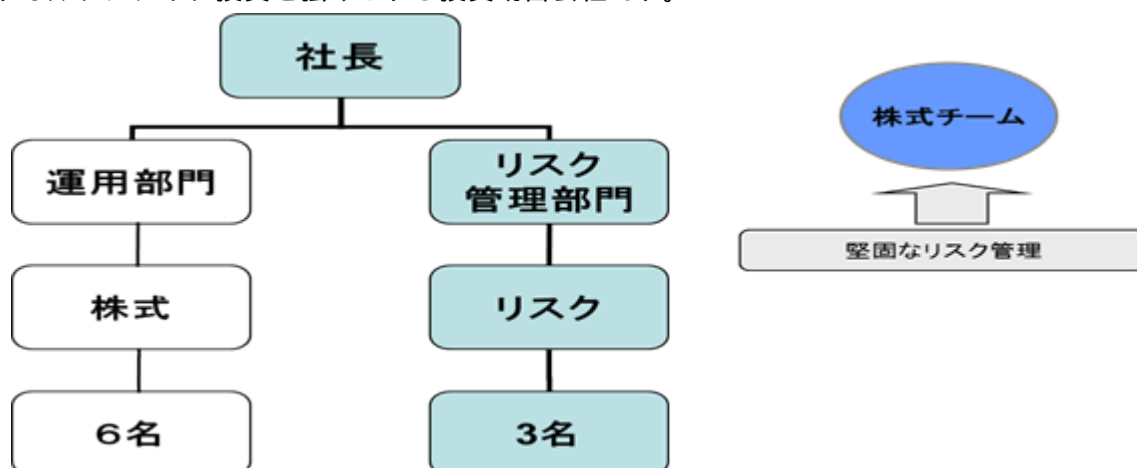 社長
運用部門
リスク
管理部門
株式
リスク
６名
3名
株式チーム
堅固なリスク管理